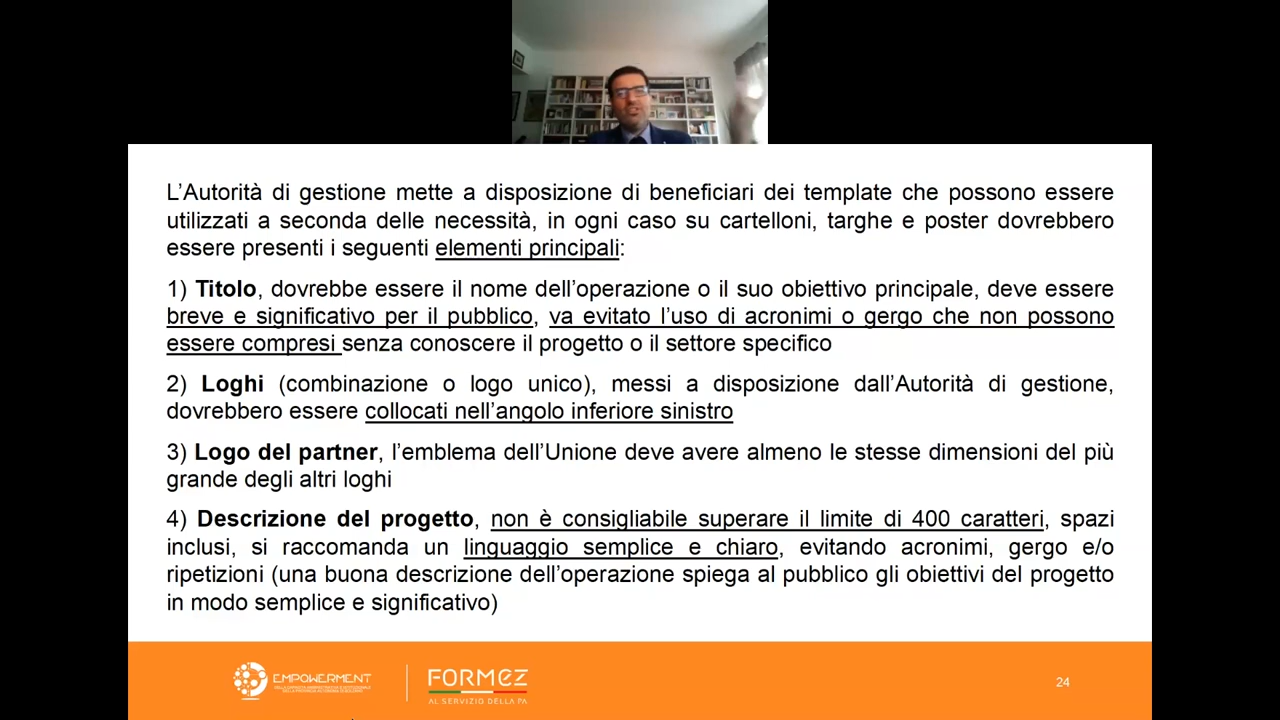 L’Autorità di gestione mette a disposizione di beneficiari dei template che possono essere
utilizzati a seconda delle necessità, in ogni caso su cartelloni, targhe e poster dovrebbero
essere presenti i seguenti elementi principali:
1) Titolo, dovrebbe essere il nome dell’operazione o il suo obiettivo principale, deve essere
breve e significativo per il pubblico, va evitato l’uso di acronimi o gergo che non possono
essere compresi senza conoscere il progetto o il settore specifico
2) Loghi (combinazione o logo unico), messi a disposizione dall’Autorità di gestione,
dovrebbero essere collocati nell’angolo inferiore sinistro
3) Logo del partner, l’emblema dell’Unione deve avere almeno le stesse dimensioni del più
grande degli altri loghi
4) Descrizione del progetto, non è consigliabile superare il limite di 400 caratteri, spazi
inclusi, si raccomanda un linguaggio semplice e chiaro, evitando acronimi, gergo e/o
ripetizioni (una buona descrizione dell’operazione spiega al pubblico gli obiettivi del progetto
in modo semplice e significativo)
EMPOWERMENT
FORMEZ
AL SERVIZIO DELLA PA
24